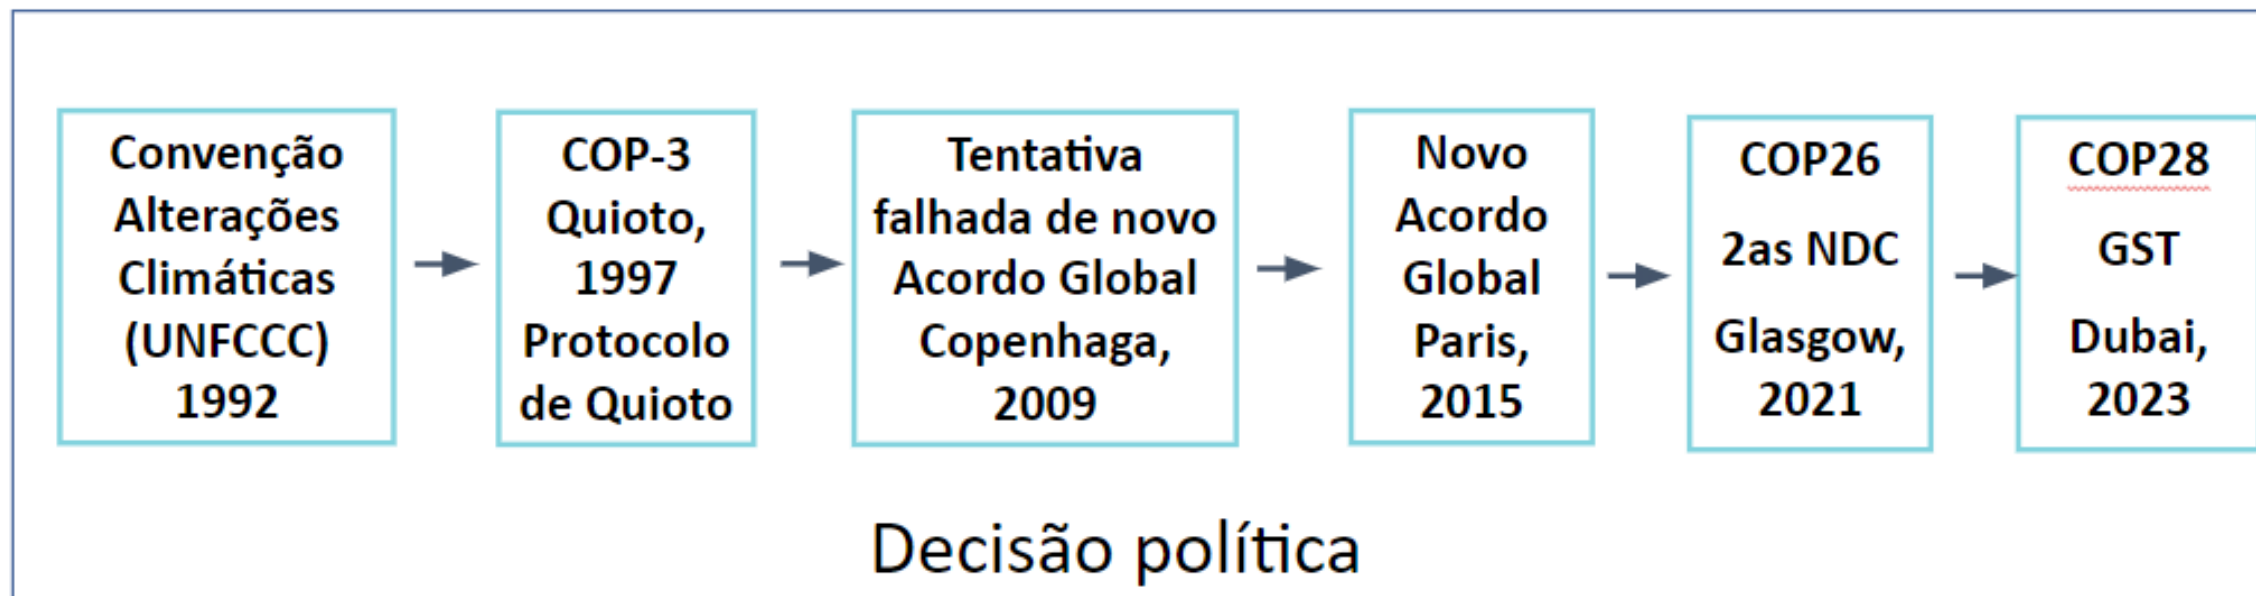 Convenção
Alterações
Climáticas
(UNFCCC)
1992
COP-3
Quioto,
1997
Protocolo
de Quioto
Tentativa
falhada de novo
Acordo Global
Copenhaga,
2009
Novo
Acordo
Global
Paris,
2015
COP26
2as NDC
Glasgow,
2021
COP28
GST
Dubai,
2023
Decisão política